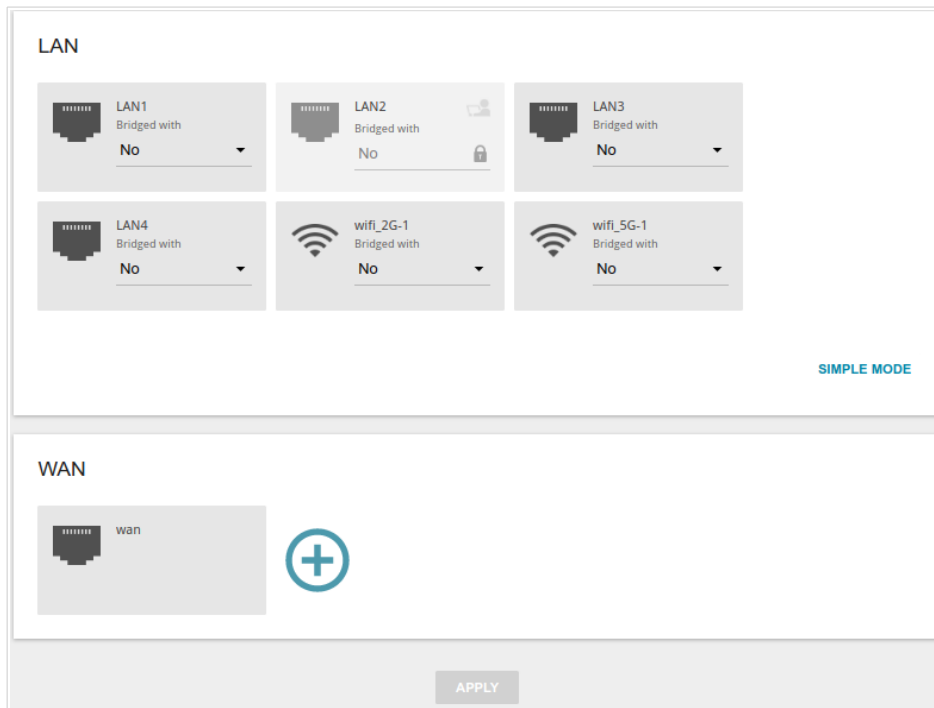 LAN
LAN1
Bridged with
No
LAN2
Bridged with
No
LAN3
Bridged with
No
LAN4
Bridged with
No
wifi_2G-1
Bridged with
No
wifi_5G-1
Bridged with
No
SIMPLE MODE
WAN
wan
APPLY